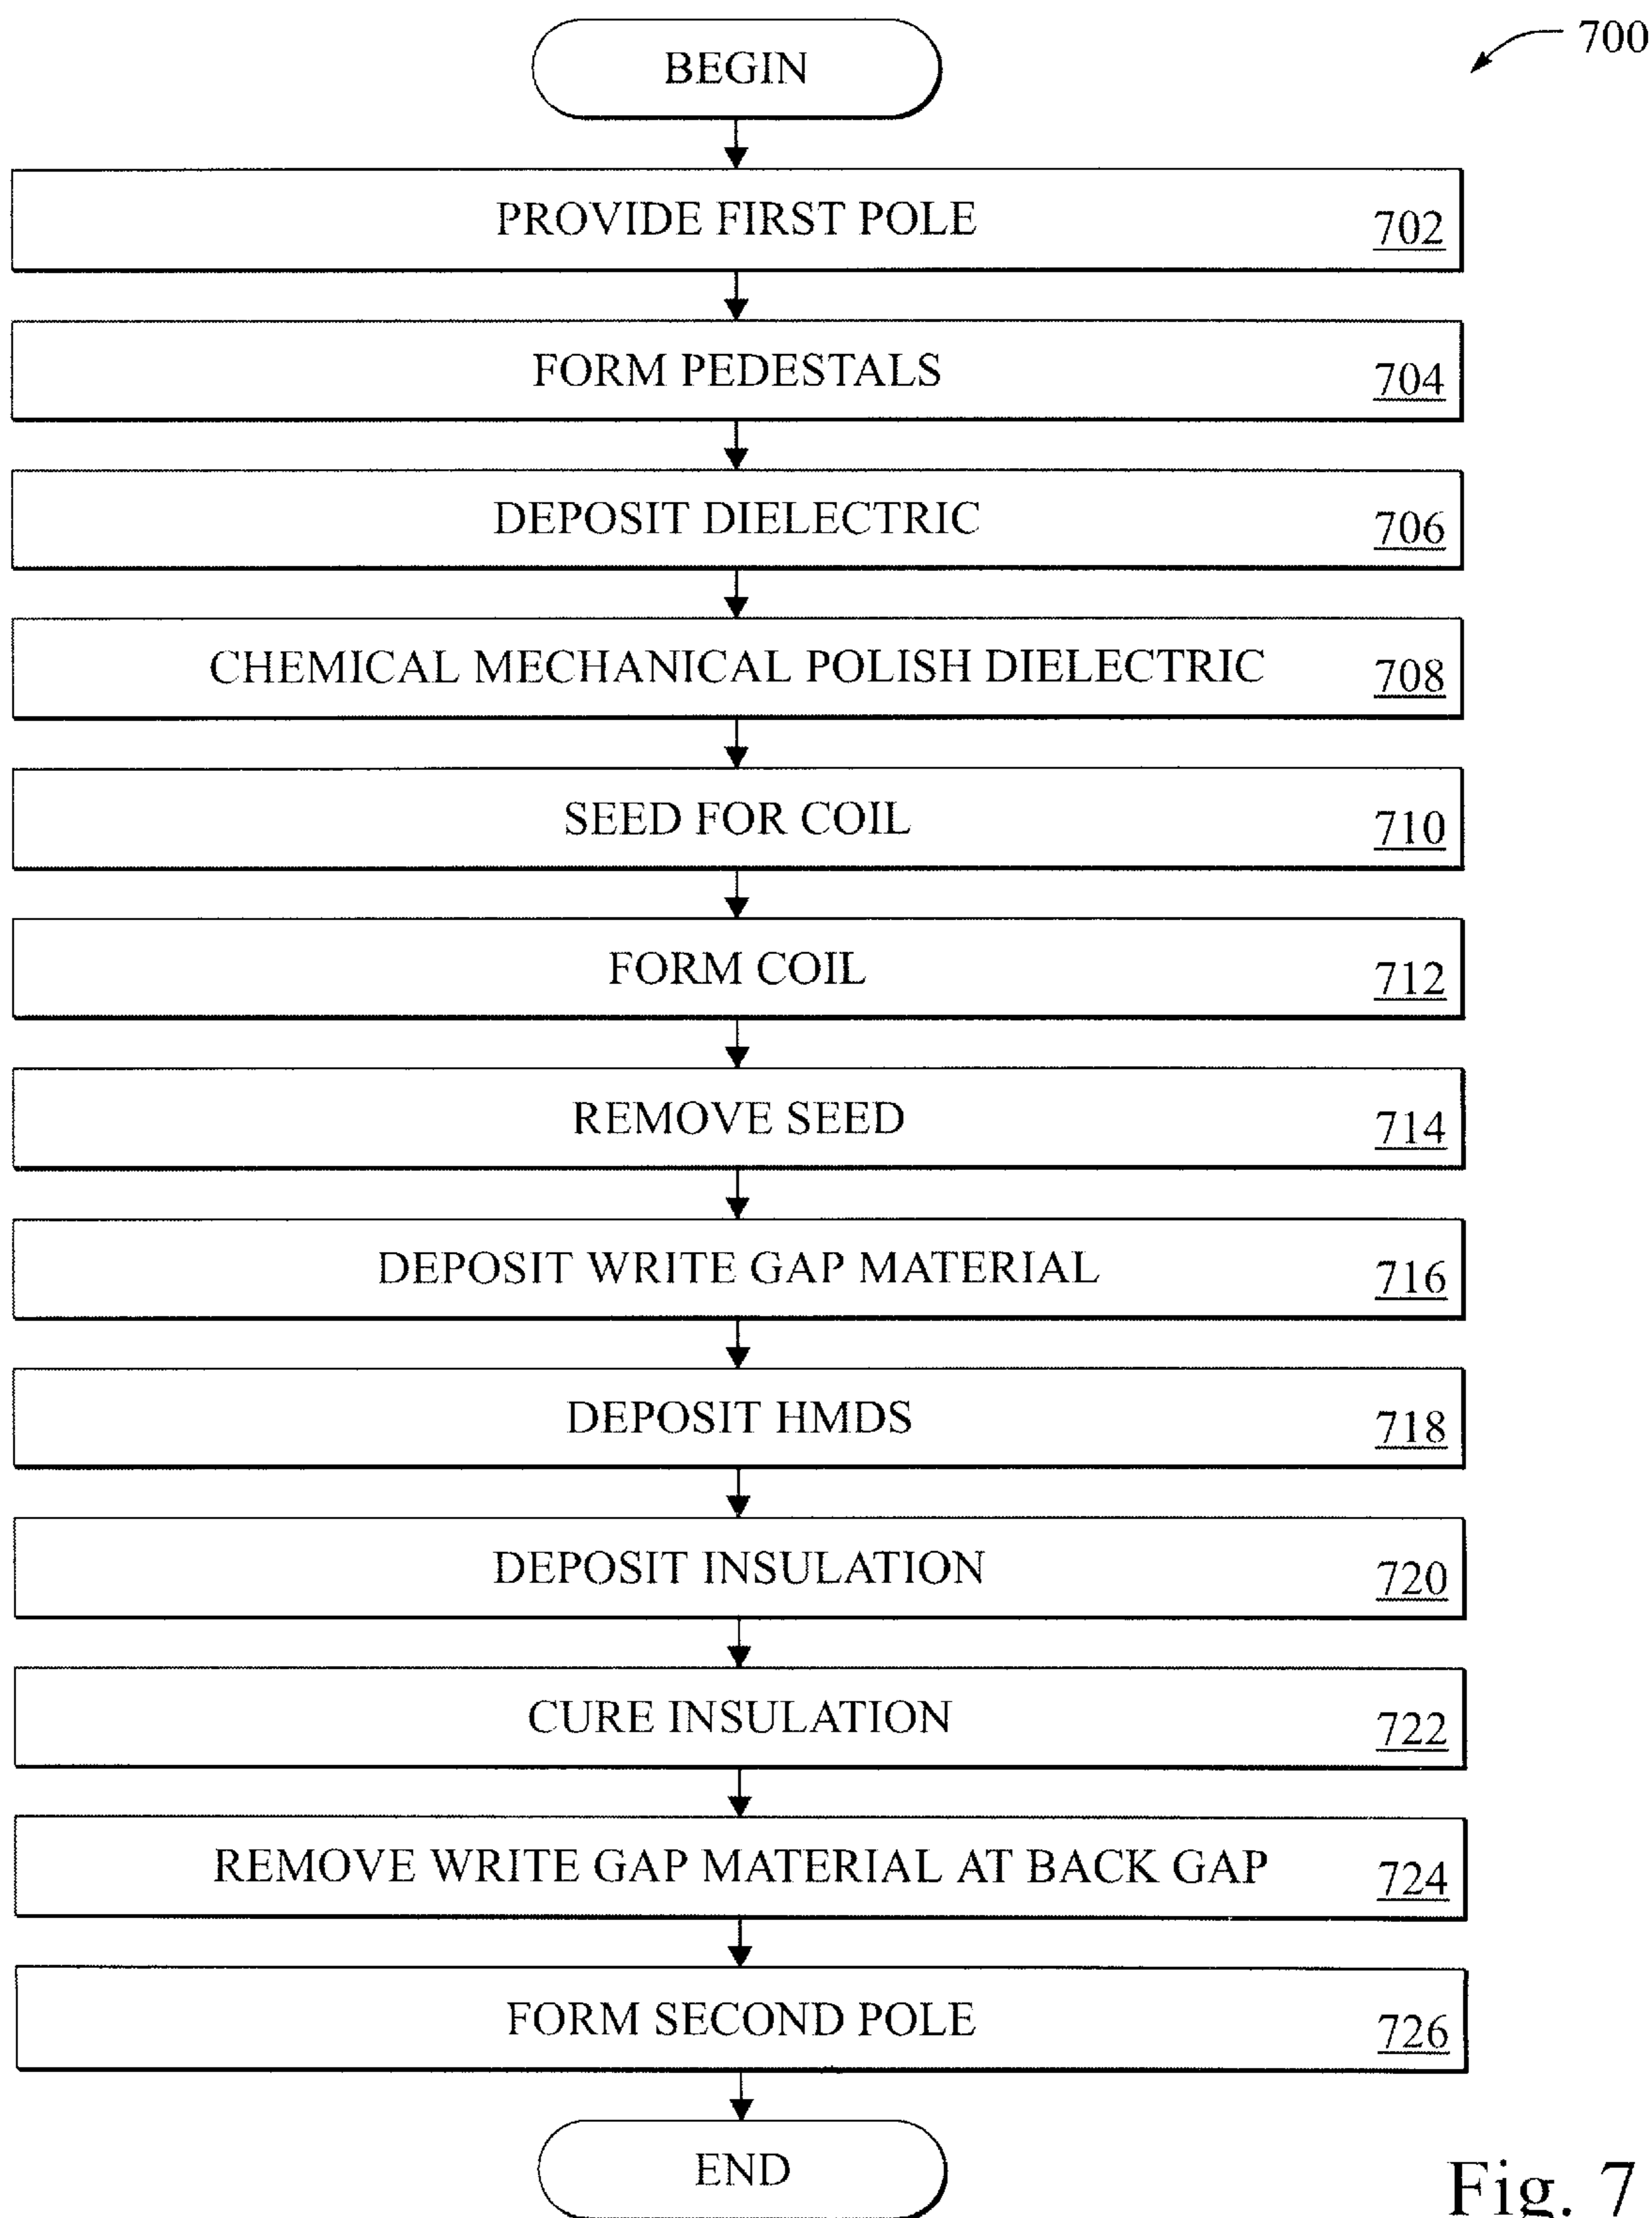 700
BEGIN
PROVIDE FIRST POLE 702
FORM PEDESTALS 704
DEPOSIT DIELECTRIC 706
CHEMICAL MECHANICAL POLISH DIELECTRIC 708
SEED FOR COIL 710
FORM COIL 712
REMOVE SEED 714
DEPOSIT WRITE GAP MATERIAL 716
DEPOSIT HMDS 718
DEPOSIT INSULATION 720
CURE INSULATION 722
REMOVE WRITE GAP MATERIAL AT BACK GAP 724
FORM SECOND POLE 726
END
Fig. 7